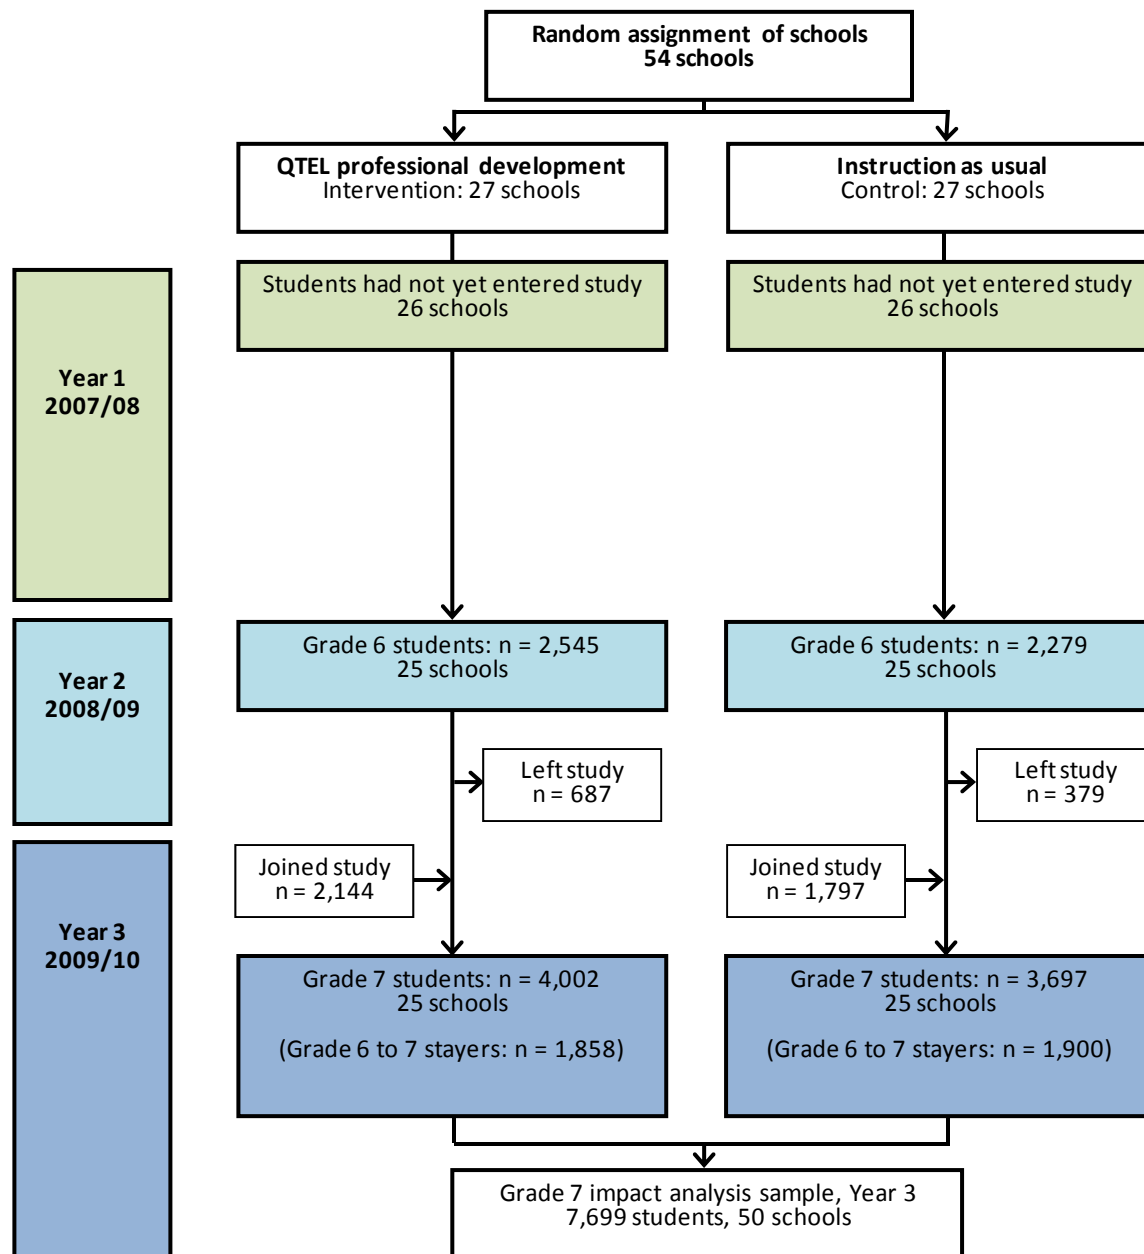 Random assignment of schools
54 schools
QTEL professional development
Intervention: 27 schools
Instruction as usual
Control: 27 schools
Year 1
2007/08
Students had not yet entered study
26 schools
Students had not yet entered study
26 schools
Year 2
2008/09
Grade 6 students: n = 2,545
25 schools
Grade 6 students: n = 2,279
25 schools
Left study
n = 687
Left study
n = 379
Year 3
2009/10
Joined study
n = 2,144
Joined study
n = 1,797
Grade 7 students: n = 4,002
25 schools
(Grade 6 to 7 stayers: n = 1,858)
Grade 7 students: n = 3,697
25 schools
(Grade 6 to 7 stayers: n = 1,900)
Grade 7 impact analysis sample, Year 3
7,699 students, 50 schools